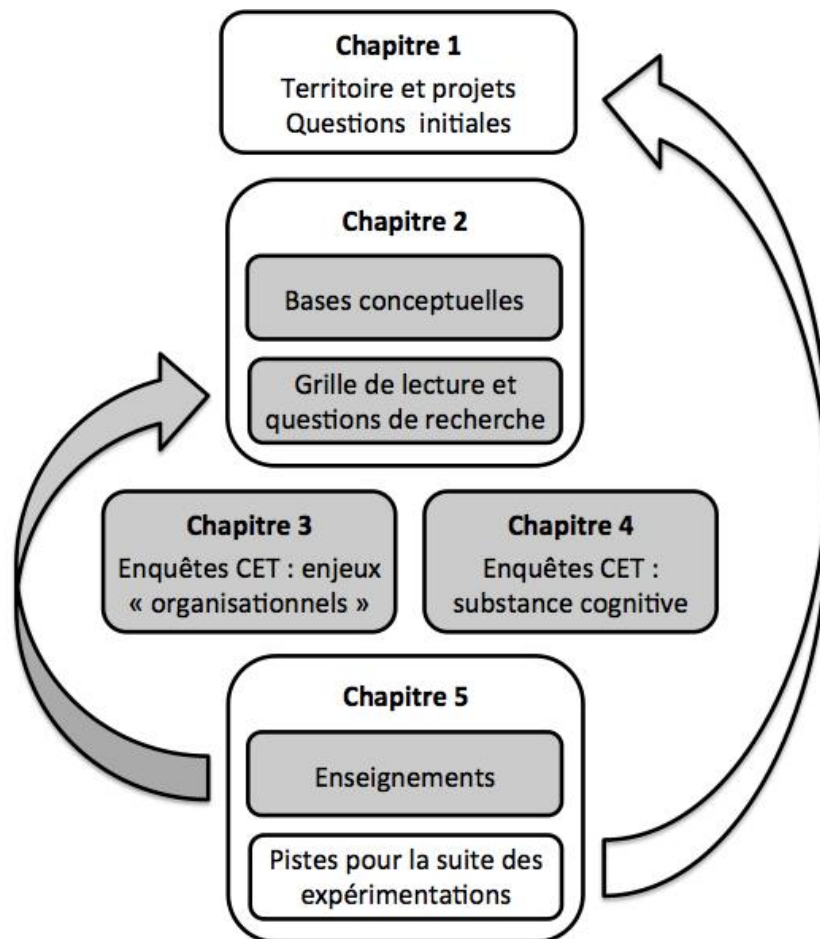 Chapitre 1
Territoire et projets
Questions initiales
Chapitre 2
Bases conceptuelles
Grille de lecture et
questions de recherche
Chapitre 3
Enquêtes CET : enjeux
« organisationnels »
Chapitre 4
Enquêtes CET :
substance cognitive
Chapitre 5
Enseignements
Pistes pour la suite des
expérimentations